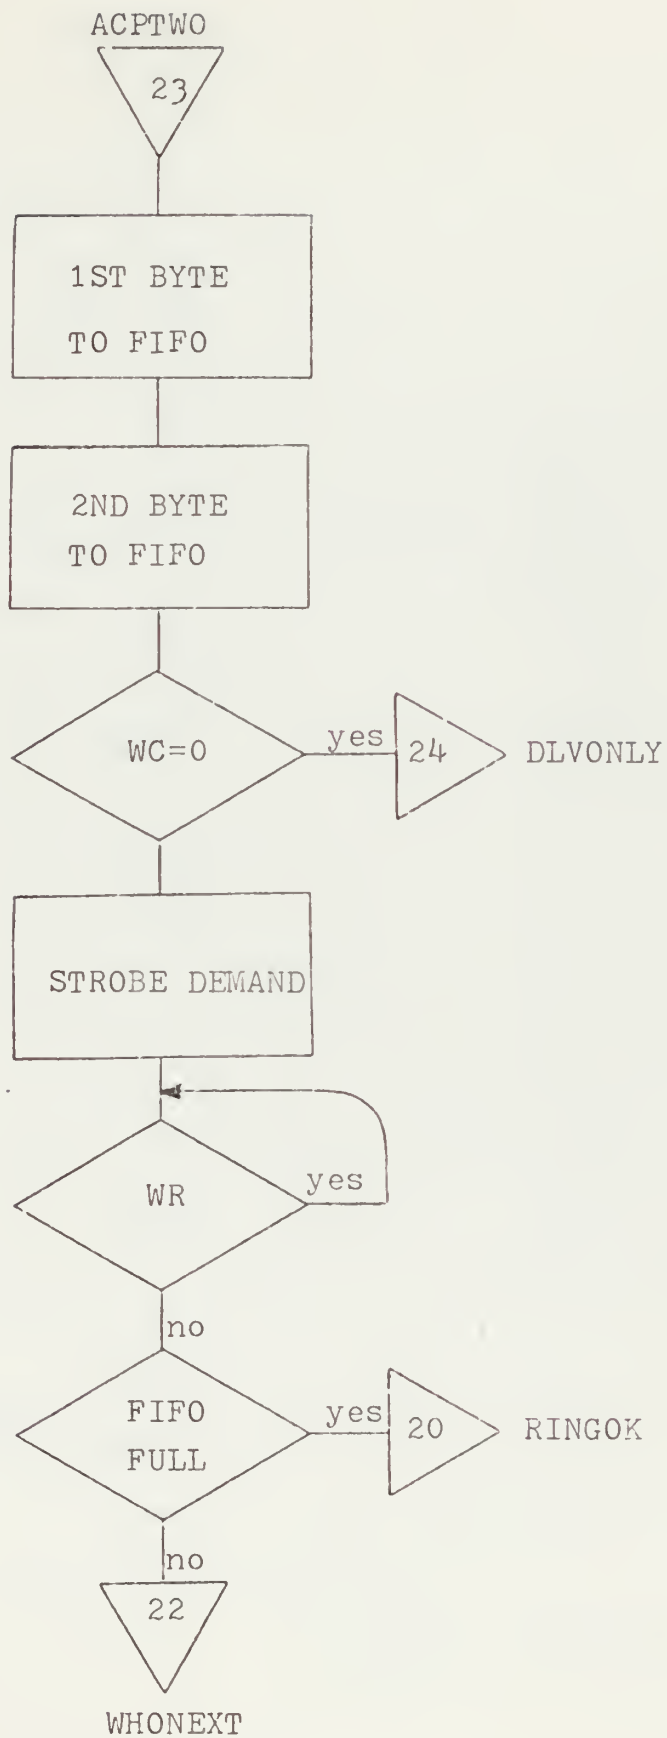 ACPTWO
23
1ST BYTE
TO FIFO
2ND BYTE
TO FIFO
WC=0
yes
24
DLVONLY
STROBE DEMAND
WR
yes
no
FIFO
FULL
yes
20
RINGOK
no
22
WHONEXT